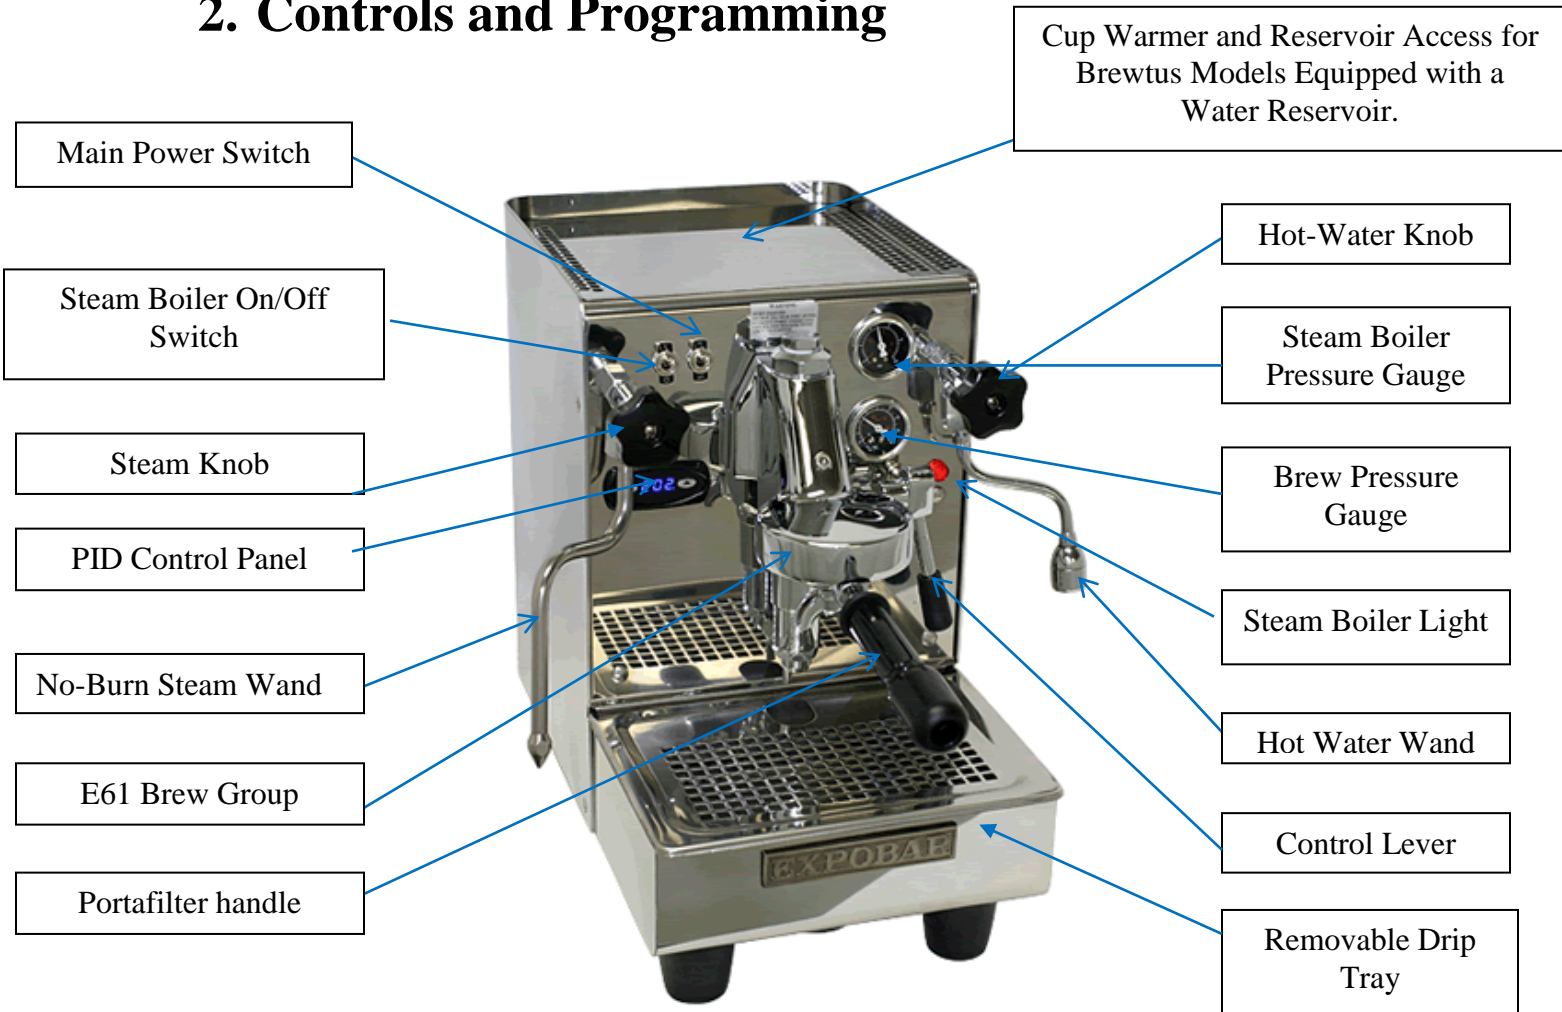 2. Controls and Programming
Cup Warmer and Reservoir Access for
Brewtus Models Equipped with a
Water Reservoir.
Main Power Switch
Hot-Water Knob
Steam Boiler On/Off
Switch
Steam Boiler
Pressure Gauge
Steam Knob
Brew Pressure
Gauge
PID Control Panel
Steam Boiler Light
No-Burn Steam Wand
Hot Water Wand
E61 Brew Group
Control Lever
Portafilter handle
Removable Drip
Tray
202
EXPOBAR